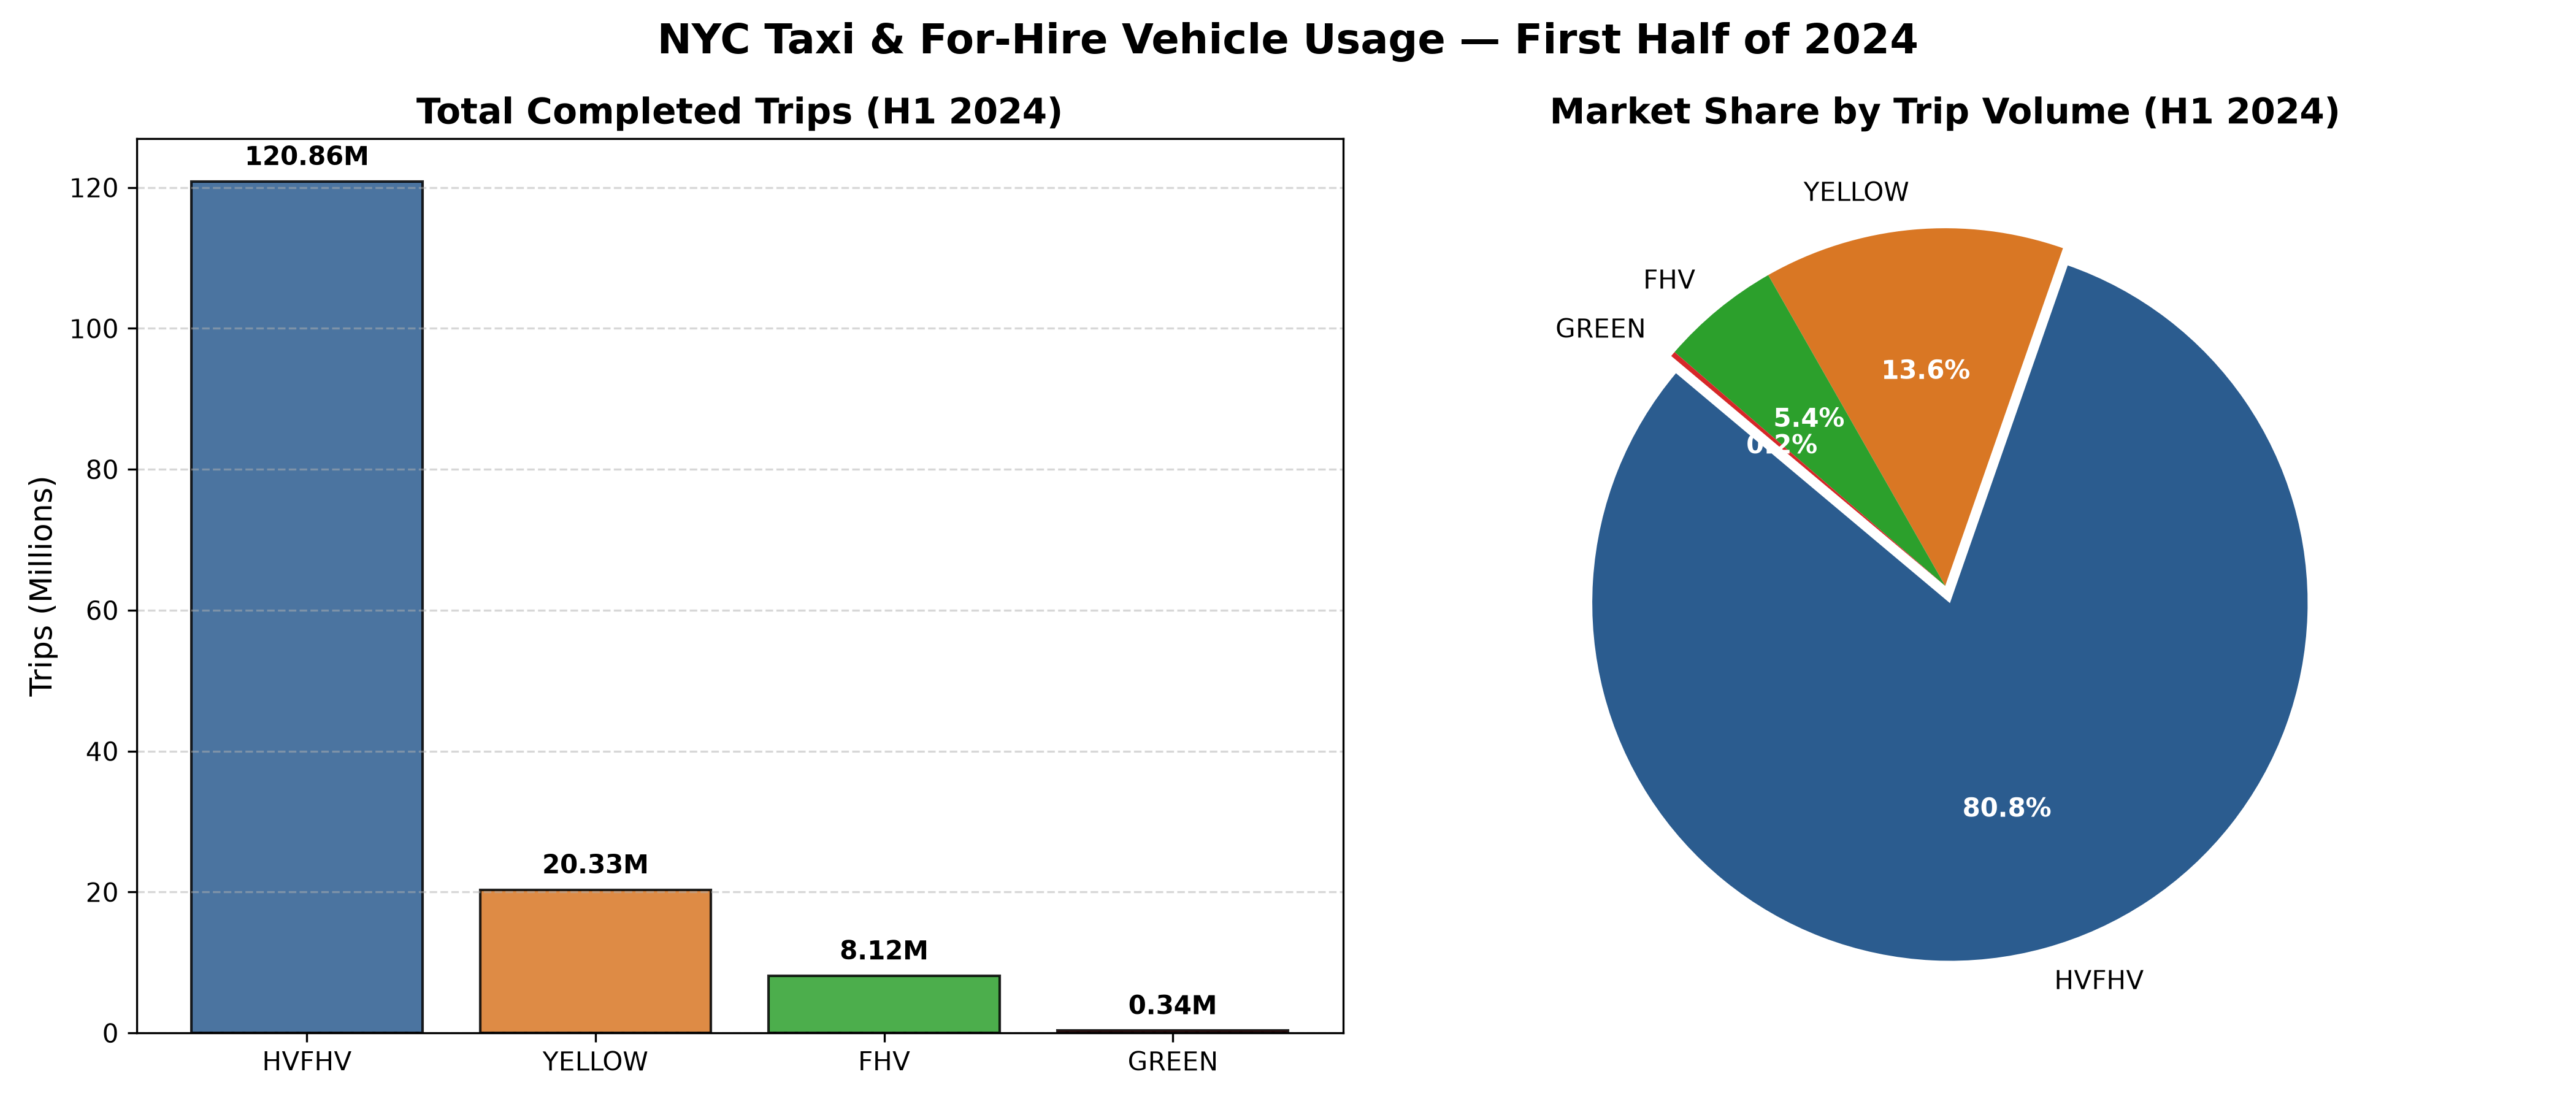 NYC Taxi & For-Hire Vehicle Usage — First Half of 2024
Total Completed Trips (H1 2024)
Trips (Millions)
120
100
80
60
40
20
0
120.86M
20.33M
8.12M
0.34M
HVFHV
YELLOW
FHV
GREEN
Market Share by Trip Volume (H1 2024)
YELLOW
FHV
GREEN
13.6%
5.4%
0.2%
80.8%
HVFHV